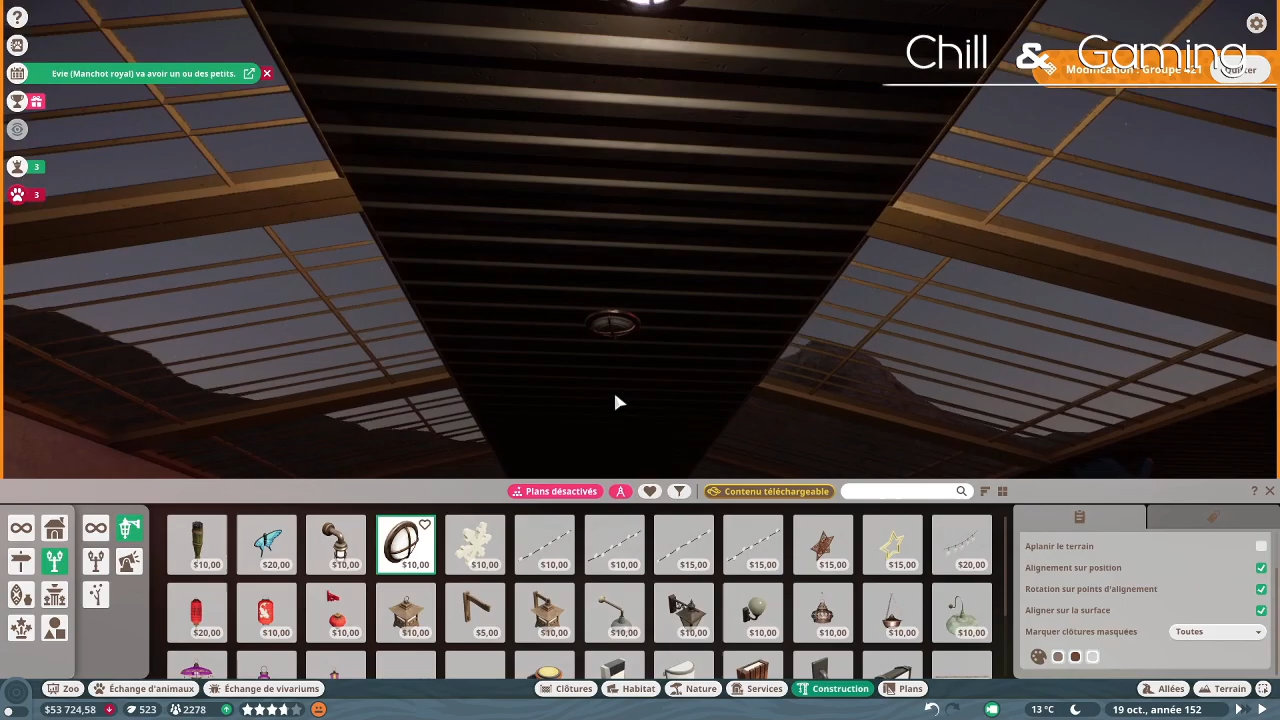 Chill & Gaming
Evie (Manchot royal) va avoir un ou des petits.
Modification : Groupe 421
3
3
Plans désactivés
Contenu téléchargeable
$10,00 $20,00 $10,00 $10,00 $10,00 $10,00 $10,00 $15,00 $10,00 $15,00 $15,00 $20,00
$20,00 $10,00 $10,00 $10,00 $5,00 $10,00 $10,00 $10,00 $10,00 $10,00 $10,00 $10,00
Aplanir le terrain
Alignement sur position
Rotation sur points d'alignement
Aligner sur la surface
Marquer clôtures masquées Toutes
Zoo Échange d'animaux Échange de vivariums Clôtures Habitat Nature Services Construction Plans Allées Terrain
$53 724,58 523 2278 13 °C 19 oct., année 152